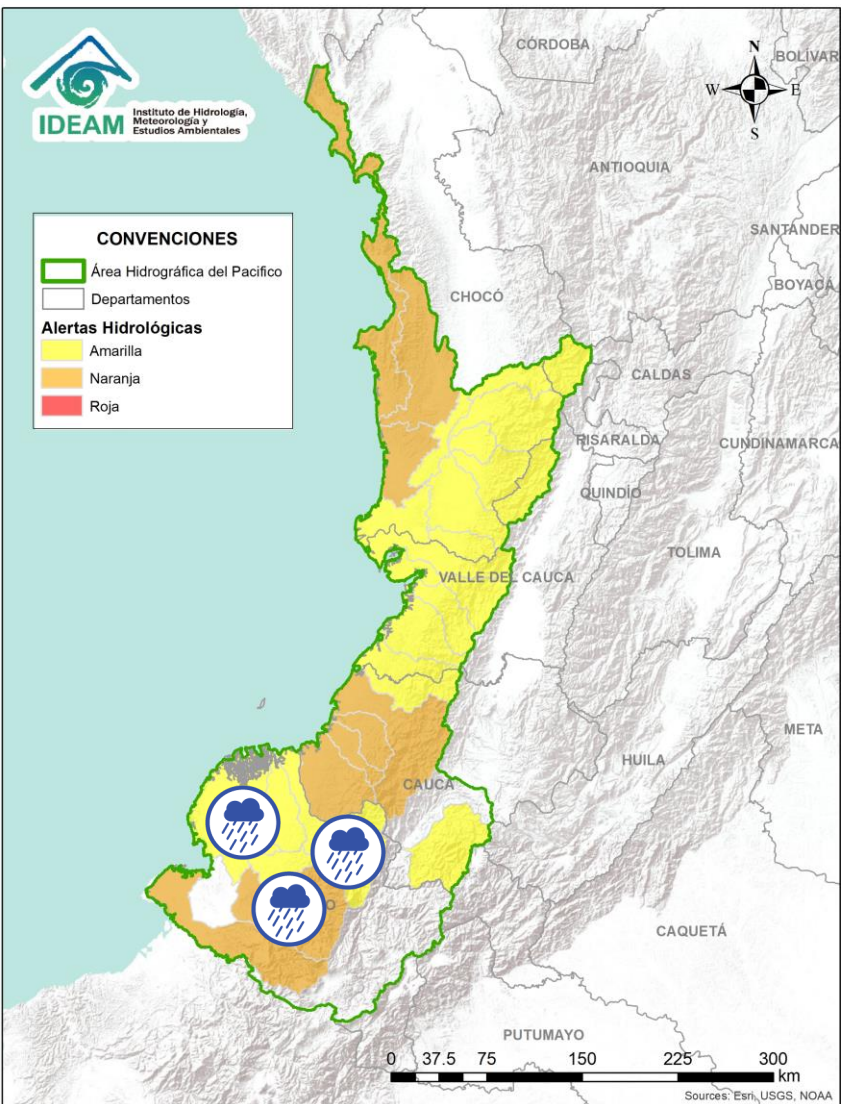 IDEAM
Instituto de Hidrología,
Meteorología y
Estudios Ambientales
CÓRDOBA
BOLÍVAR
N
W
E
S
ANTIOQUIA
SANTANDER
BOYACÁ
CONVENCIONES
Área Hidrográfica del Pacifico
Departamentos
Alertas Hidrológicas
Amarilla
Naranja
Roja
CHOCÓ
CALDAS
RISARALDA
CUNDINAMARCA
QUINDÍO
TOLIMA
VALLE DEL CAUCA
META
HUILA
CAUCA
O
CAQUETÁ
PUTUMAYO
0 37.5 75 150 225 300
km
Sources: Esri, USGS, NOAA